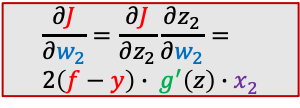 ∂J/∂w₂ = ∂J/∂z₂ ∂z₂/∂w₂ =
2(f − y) · g′(z) · x₂